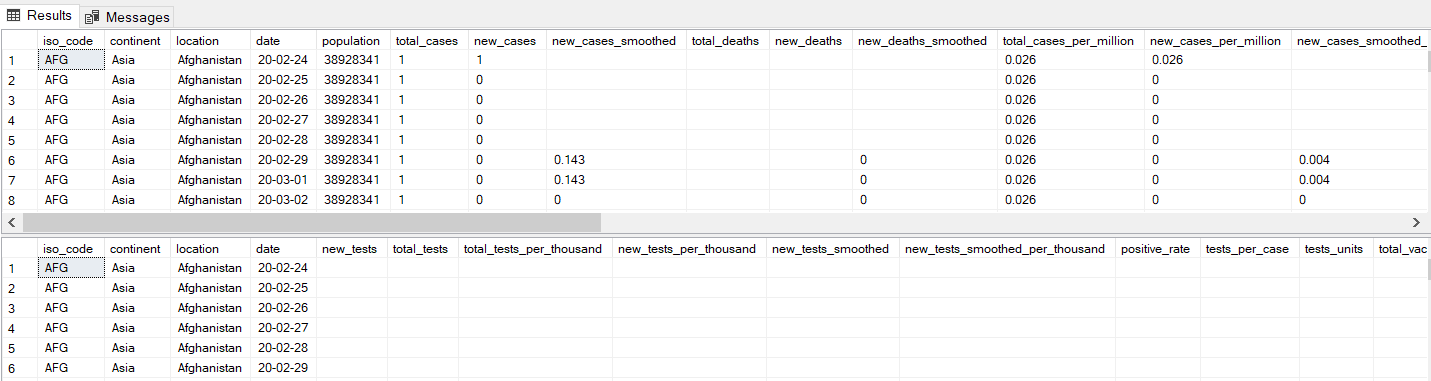 Results Messages
iso_code continent location date population total_cases new_cases new_cases_smoothed total_deaths new_deaths new_deaths_smoothed total_cases_per_million new_cases_per_million new_cases_smoothed_
1 AFG Asia Afghanistan 20-02-24 38928341 1 1 0.026 0.026
2 AFG Asia Afghanistan 20-02-25 38928341 1 0 0.026 0
3 AFG Asia Afghanistan 20-02-26 38928341 1 0 0.026 0
4 AFG Asia Afghanistan 20-02-27 38928341 1 0 0.026 0
5 AFG Asia Afghanistan 20-02-28 38928341 1 0 0.026 0
6 AFG Asia Afghanistan 20-02-29 38928341 1 0 0.143 0 0.026 0 0.004
7 AFG Asia Afghanistan 20-03-01 38928341 1 0 0.143 0 0.026 0 0.004
8 AFG Asia Afghanistan 20-03-02 38928341 1 0 0 0 0.026 0 0
iso_code continent location date new_tests total_tests total_tests_per_thousand new_tests_per_thousand new_tests_smoothed new_tests_smoothed_per_thousand positive_rate tests_per_case tests_units total_vac
1 AFG Asia Afghanistan 20-02-24
2 AFG Asia Afghanistan 20-02-25
3 AFG Asia Afghanistan 20-02-26
4 AFG Asia Afghanistan 20-02-27
5 AFG Asia Afghanistan 20-02-28
6 AFG Asia Afghanistan 20-02-29